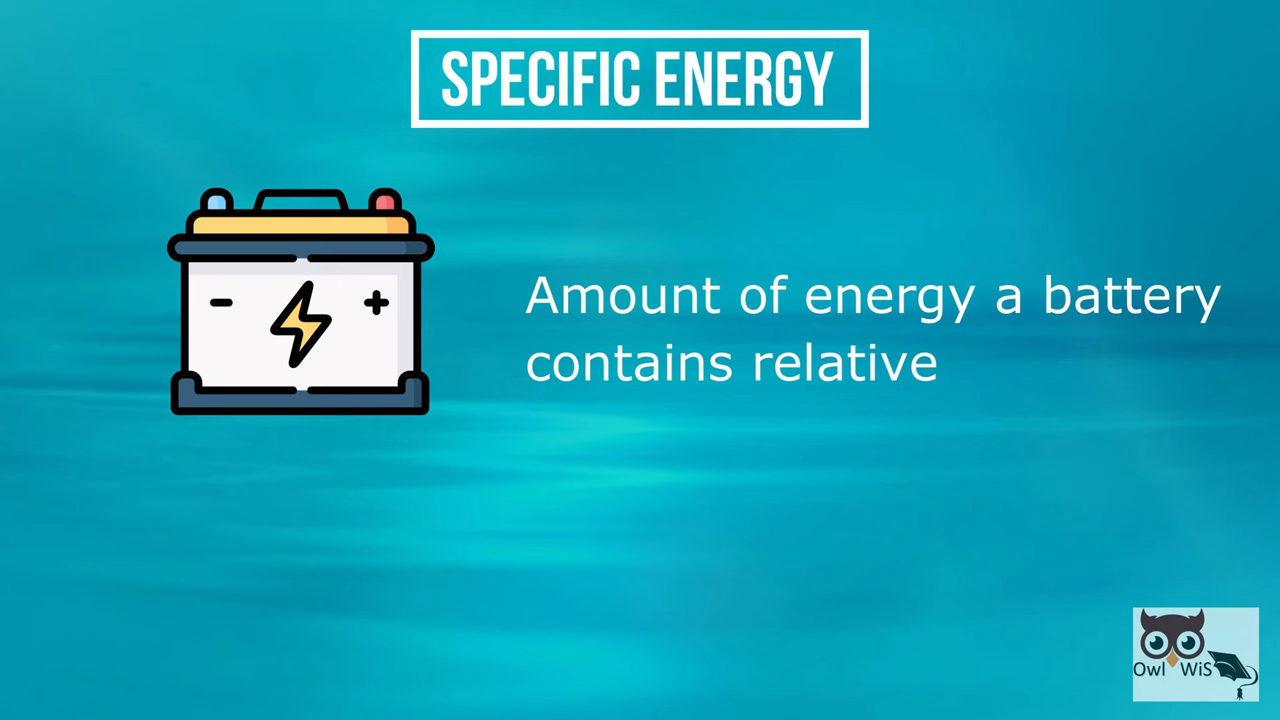 SPECIFIC ENERGY
- +
Amount of energy a battery
contains relative
Owl WiS